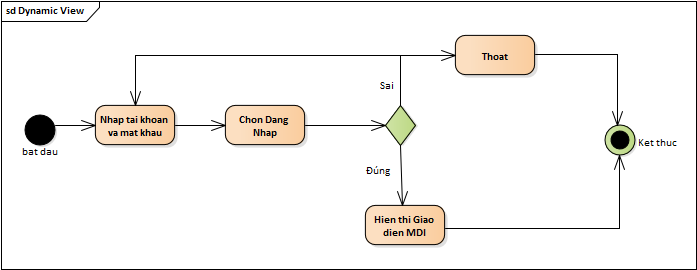 sd Dynamic View
Thoat
Sai
Nhap tai khoan
va mat khau
Chon Dang
Nhap
bat dau
Ket thuc
Đúng
Hien thi Giao
dien MDI